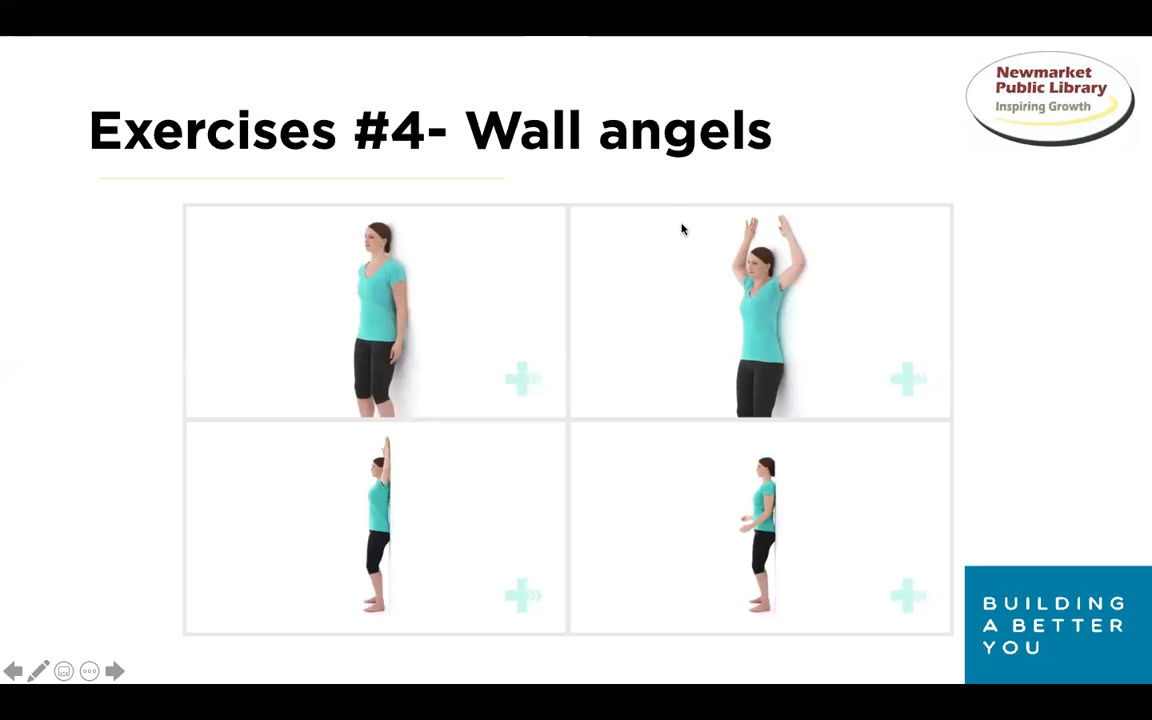 Newmarket
Public Library
Inspiring Growth
Exercises #4- Wall angels
BUILDING
A BETTER
YOU